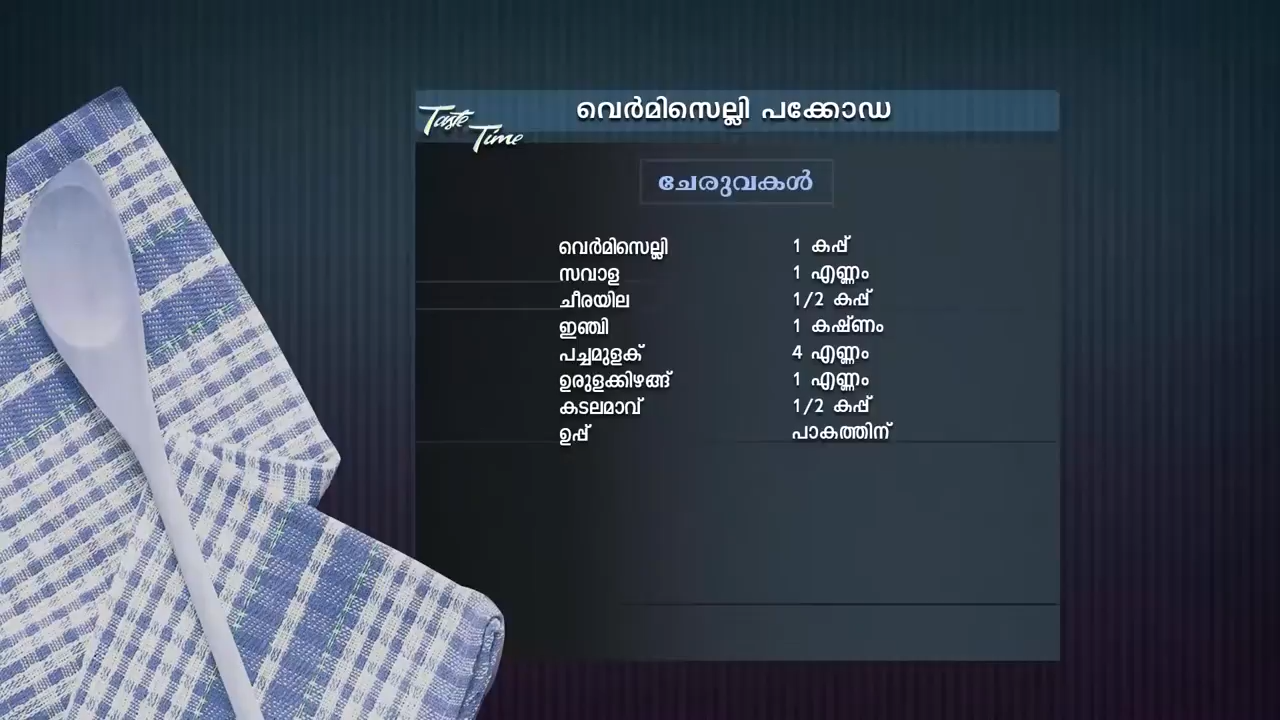 Taste
Time
വെർമിസെല്ലി പക്കോഡ
ചേരുവകൾ
വെർമിസെല്ലി 1 കപ്പ്
സവാള 1 എണ്ണം
ചീരയില 1/2 കപ്പ്
ഇഞ്ചി 1 കഷ്ണം
പച്ചമുളക് 4 എണ്ണം
ഉരുളക്കിഴങ്ങ് 1 എണ്ണം
കടലമാവ് 1/2 കപ്പ്
ഉപ്പ് പാകത്തിന്